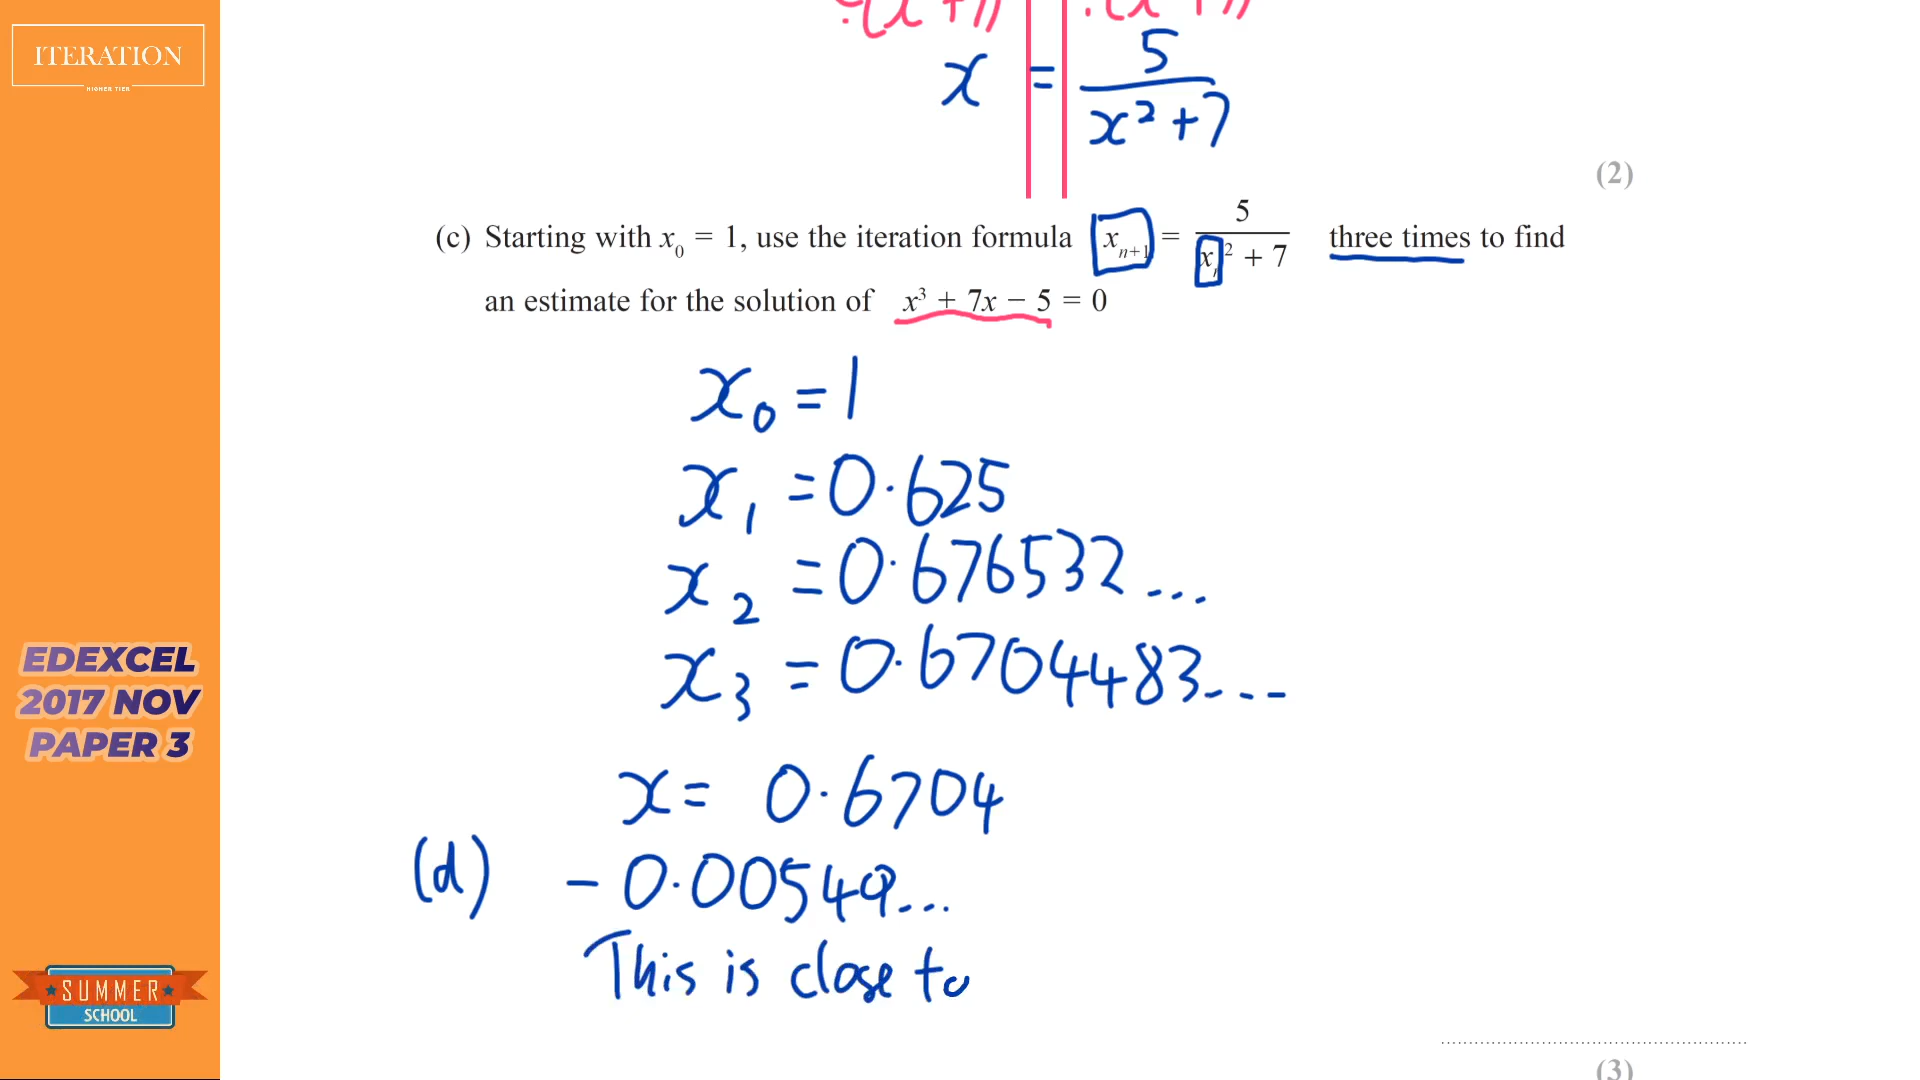 ITERATION
HIGHER TIER
x = 5/(x² + 7)
(2)
(c) Starting with x₀ = 1, use the iteration formula xₙ₊₁ = 5/(xₙ² + 7) three times to find
an estimate for the solution of x³ + 7x − 5 = 0
x₀ = 1
x₁ = 0.625
x₂ = 0.676532...
x₃ = 0.6704483...
x = 0.6704
(d) - 0.00549...
This is close to
EDEXCEL
2017 NOV
PAPER 3
SUMMER
SCHOOL
(3)